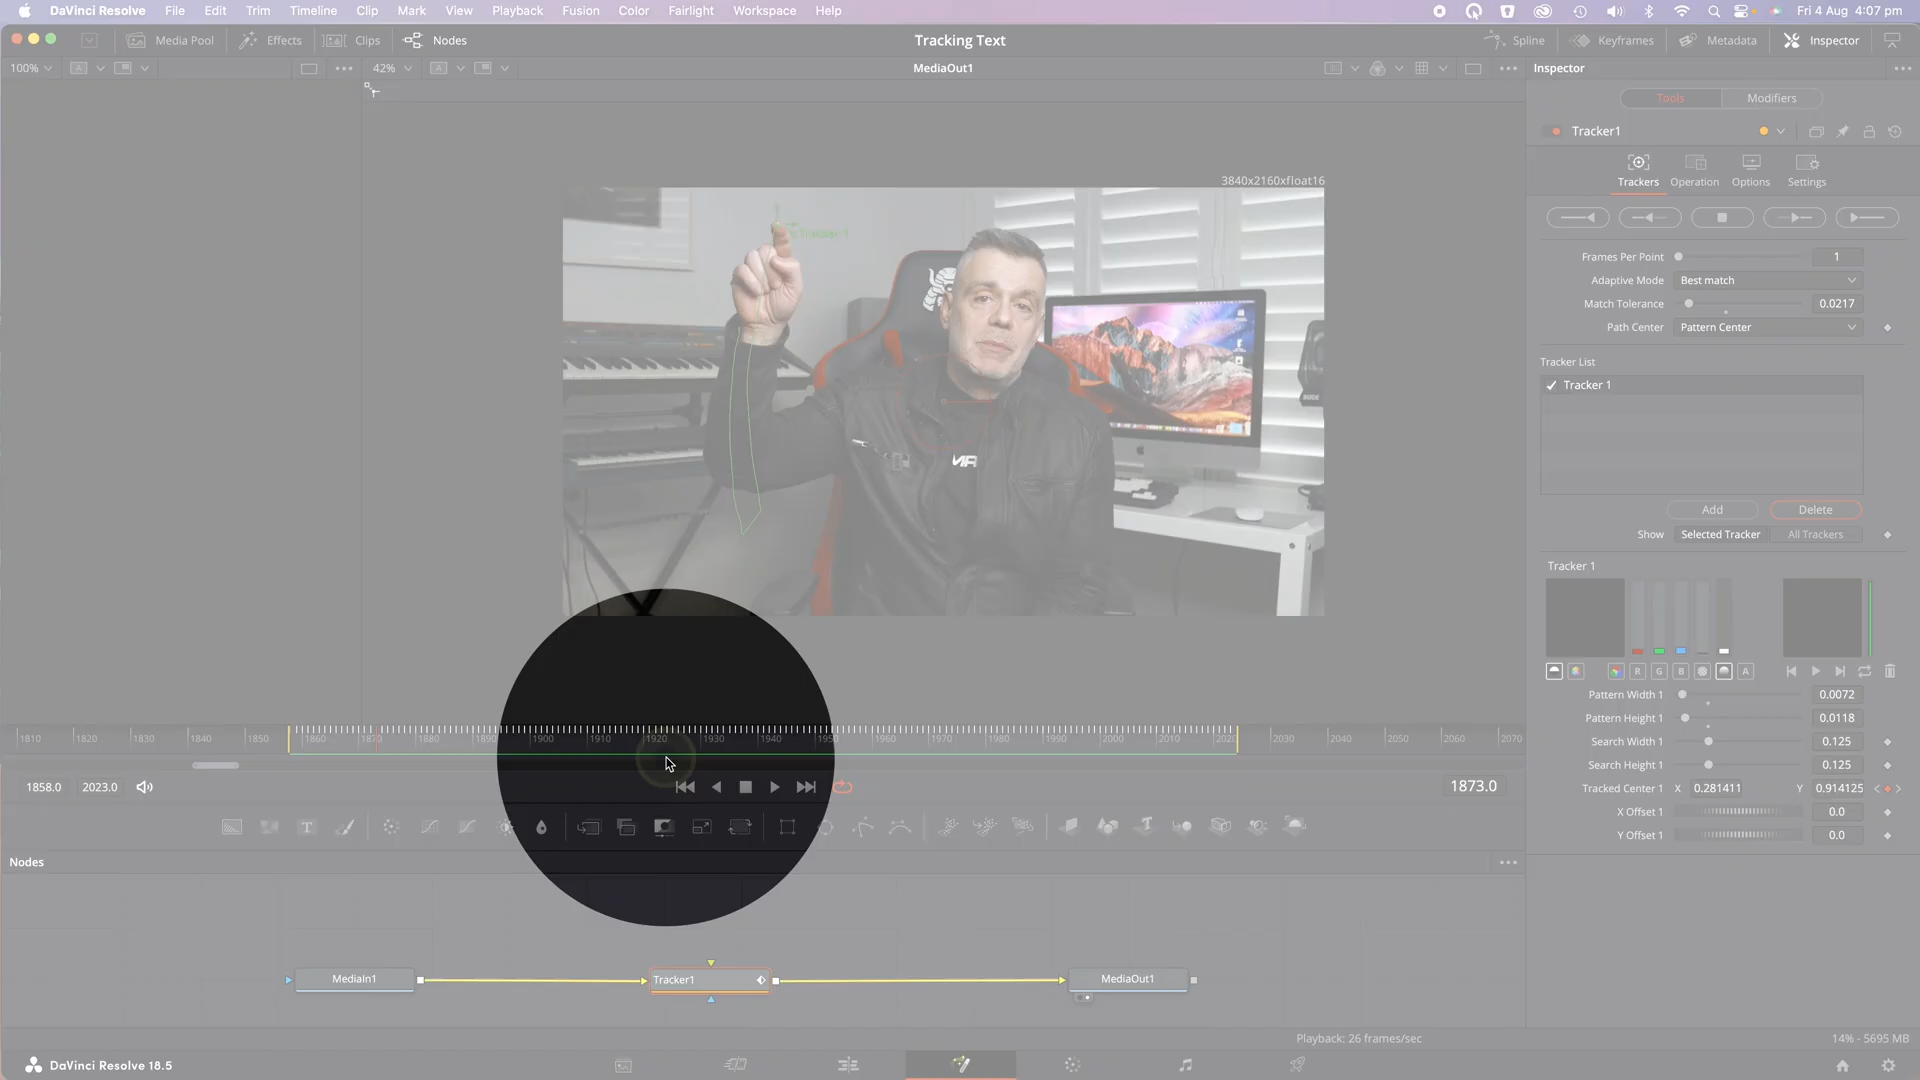 DaVinci Resolve File Edit Trim Timeline Clip Mark View Playback Fusion Color Fairlight Workspace Help Fri 4 Aug 4:07 pm
Media Pool Effects Clips Nodes Tracking Text Spline Keyframes Metadata Inspector
100% 42% MediaOut1 Inspector
Tools Modifiers
Tracker1
3840x2160xfloat16
Trackers Operation Options Settings
Tracker 1
Frames Per Point 1
Adaptive Mode Best match
Match Tolerance 0.0217
Path Center Pattern Center
Tracker List
Tracker 1
Add Delete
Show Selected Tracker All Trackers
Tracker 1
R G B A
Pattern Width 1 0.0072
Pattern Height 1 0.0118
1810 1820 1830 1840 1850 1860 1870 1880 1890 1900 1910 1920 1930 1940 1950 1960 1970 1980 1990 2000 2010 2020 2030 2040 2050 2060 2070
Search Width 1 0.125
Search Height 1 0.125
1858.0 2023.0 1873.0
Tracked Center 1 X 0.281411 Y 0.914125
X Offset 1 0.0
Y Offset 1 0.0
Nodes
MediaIn1 Tracker1 MediaOut1
Playback: 26 frames/sec 14% - 5695 MB
DaVinci Resolve 18.5